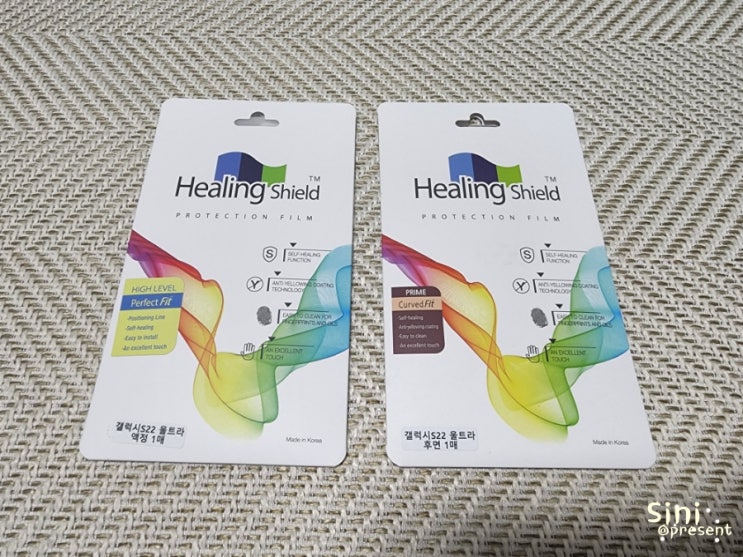 Healing Shield TM
PROTECTION FILM
SELF-HEALING
FUNCTION
ANTI-YELLOWING COATING
TECHNOLOGY
EASY TO CLEAN FOR
FINGERPRINTS AND OILS
AN EXCELLENT
TOUCH
HIGH LEVEL
Perfect Fit
-Positioning Line
-Self-healing
-Easy to install
-An excellent touch
갤럭시S22 울트라
액정 1매
Made in Korea
Healing Shield TM
PROTECTION FILM
SELF-HEALING
FUNCTION
ANTI-YELLOWING COATING
TECHNOLOGY
EASY TO CLEAN FOR
FINGERPRINTS AND OILS
AN EXCELLENT
TOUCH
PRIME
Curved Fit
-Self-healing
-Anti-yellowing coating
-Easy to clean
-An excellent touch
갤럭시S22 울트라
후면 1매
Made in Korea
Sini
@present